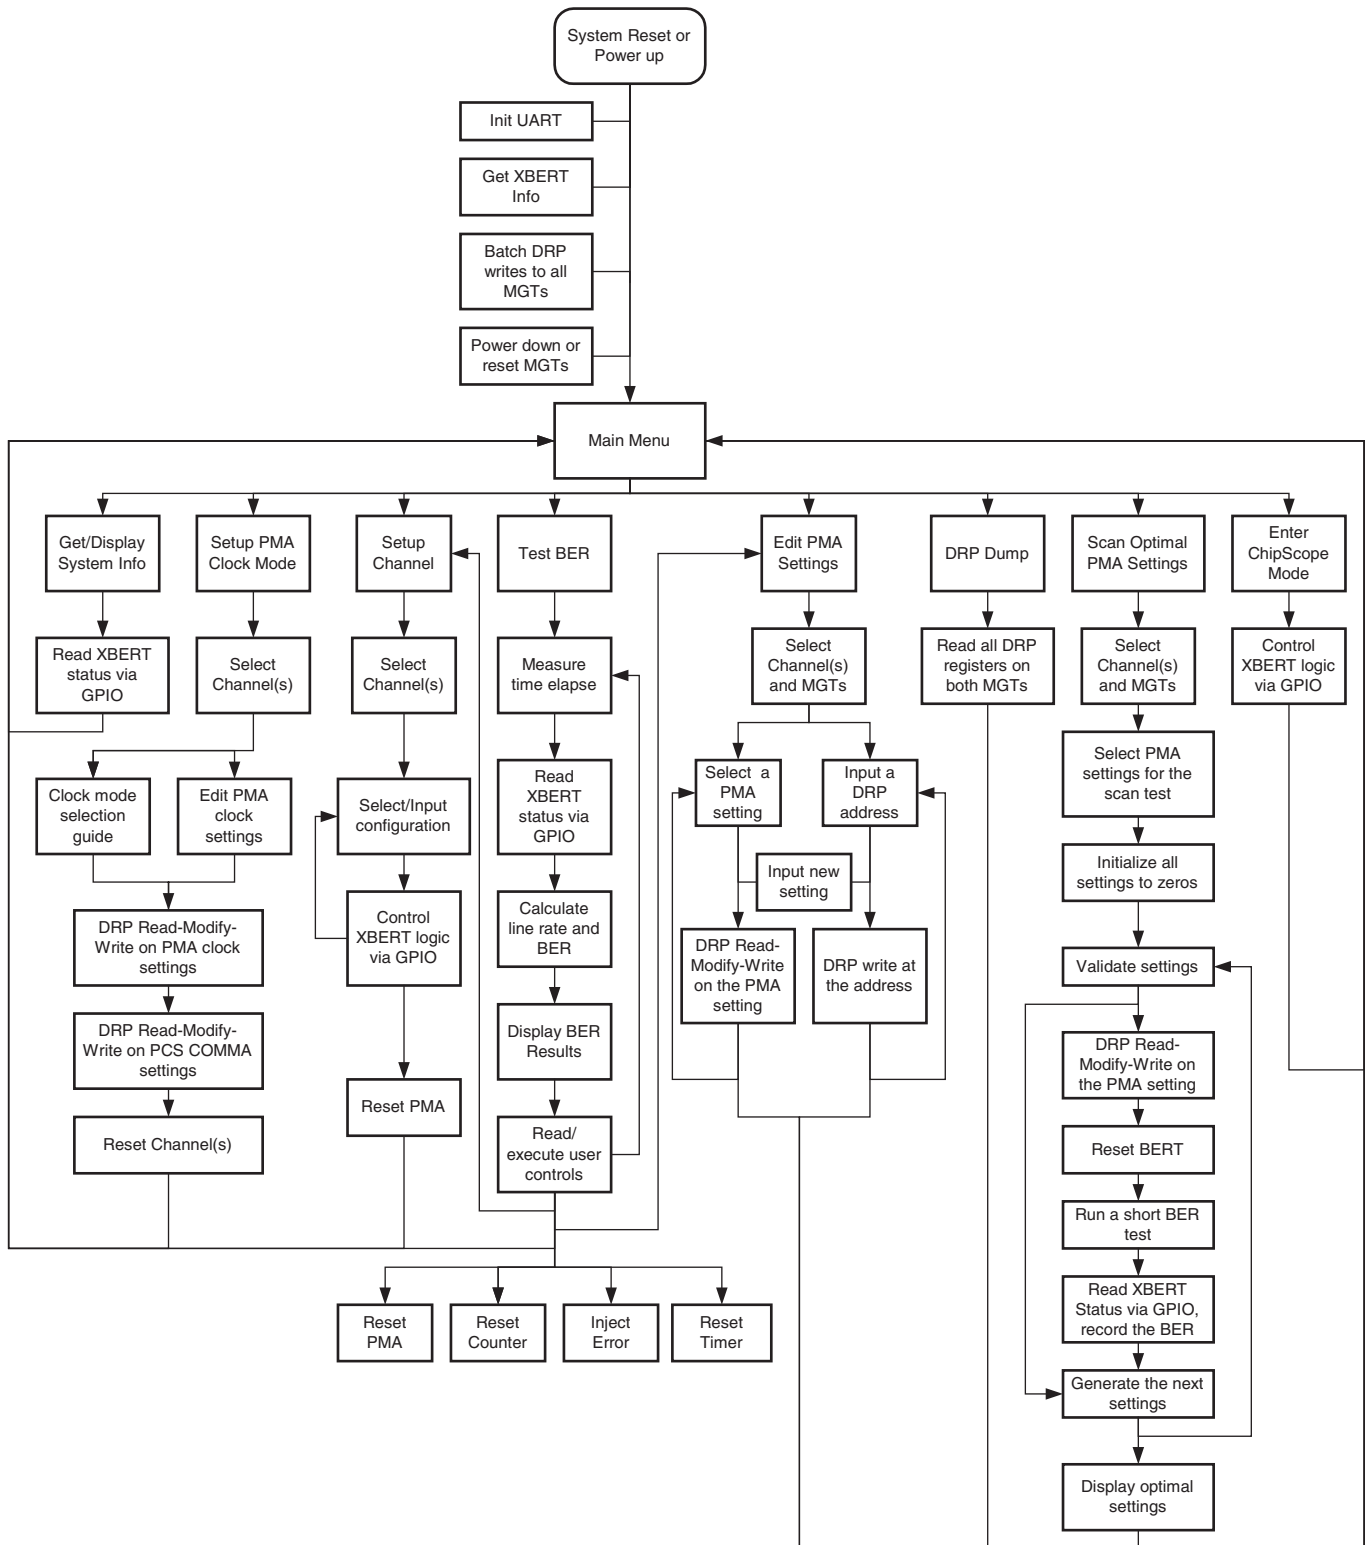 System Reset or
Power up
Init UART
Get XBERT
Info
Batch DRP
writes to all
MGTs
Power down or
reset MGTs
Main Menu
Get/Display
System Info
Setup PMA
Clock Mode
Setup
Channel
Test BER
Edit PMA
Settings
DRP Dump
Scan Optimal
PMA Settings
Enter
ChipScope
Mode
Read XBERT
status via
GPIO
Select
Channel(s)
Select
Channel(s)
Measure
time elapse
Select
Channel(s)
and MGTs
Read all DRP
registers on
both MGTs
Select
Channel(s)
and MGTs
Control
XBERT logic
via GPIO
Clock mode
selection
guide
Edit PMA
clock
settings
Select/Input
configuration
Read
XBERT
status via
GPIO
Select a
PMA
setting
Input a
DRP
address
Select PMA
settings for the
scan test
Input new
setting
Initialize all
settings to zeros
DRP Read-Modify-
Write on PMA clock
settings
Control
XBERT logic
via GPIO
Calculate
line rate and
BER
DRP Read-
Modify-Write
on the PMA
setting
DRP write at
the address
Validate settings
DRP Read-Modify-
Write on PCS COMMA
settings
Display BER
Results
DRP Read-
Modify-Write on
the PMA setting
Reset Channel(s)
Reset PMA
Read/
execute user
controls
Reset BERT
Run a short BER
test
Reset
PMA
Reset
Counter
Inject
Error
Reset
Timer
Read XBERT
Status via GPIO,
record the BER
Generate the next
settings
Display optimal
settings